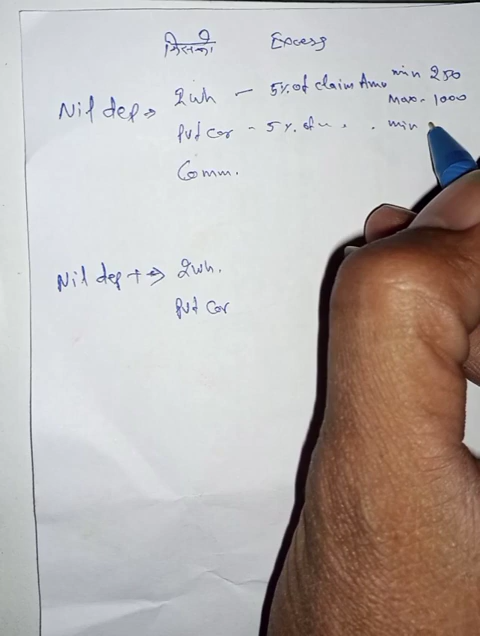 किसको Excess
Nil dep → 2wh - 5% of claim Amu min 250
Max - 1000
Pvt car - 5% of " . . min
Comm.
Nil dep + → 2wh.
Pvt car